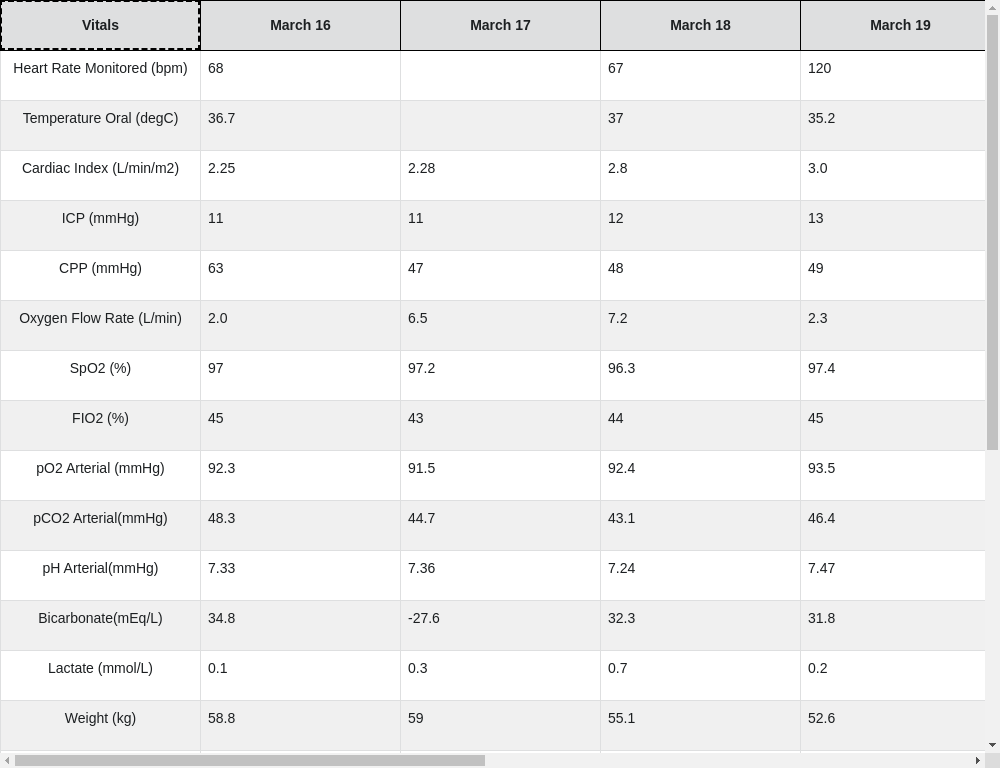 Vitals March 16 March 17 March 18 March 19
Heart Rate Monitored (bpm) 68 67 120
Temperature Oral (degC) 36.7 37 35.2
Cardiac Index (L/min/m2) 2.25 2.28 2.8 3.0
ICP (mmHg) 11 11 12 13
CPP (mmHg) 63 47 48 49
Oxygen Flow Rate (L/min) 2.0 6.5 7.2 2.3
SpO2 (%) 97 97.2 96.3 97.4
FIO2 (%) 45 43 44 45
pO2 Arterial (mmHg) 92.3 91.5 92.4 93.5
pCO2 Arterial(mmHg) 48.3 44.7 43.1 46.4
pH Arterial(mmHg) 7.33 7.36 7.24 7.47
Bicarbonate(mEq/L) 34.8 -27.6 32.3 31.8
Lactate (mmol/L) 0.1 0.3 0.7 0.2
Weight (kg) 58.8 59 55.1 52.6